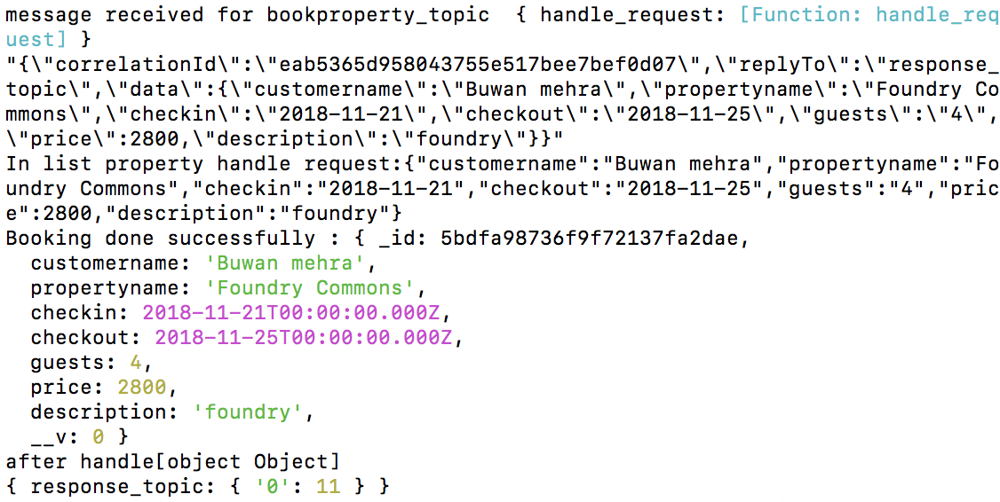 message received for bookproperty_topic  { handle_request: [Function: handle_req
uest] }
"{\"correlationId\":\"eab5365d958043755e517bee7bef0d07\",\"replyTo\":\"response_
topic\",\"data\":{\"customername\":\"Buwan mehra\",\"propertyname\":\"Foundry Co
mmons\",\"checkin\":\"2018-11-21\",\"checkout\":\"2018-11-25\",\"guests\":\"4\",
\"price\":2800,\"description\":\"foundry\"}}"
In list property handle request:{"customername":"Buwan mehra","propertyname":"Fo
undry Commons","checkin":"2018-11-21","checkout":"2018-11-25","guests":"4","pric
e":2800,"description":"foundry"}
Booking done successfully : { _id: 5bdfa98736f9f72137fa2dae,
  customername: 'Buwan mehra',
  propertyname: 'Foundry Commons',
  checkin: 2018-11-21T00:00:00.000Z,
  checkout: 2018-11-25T00:00:00.000Z,
  guests: 4,
  price: 2800,
  description: 'foundry',
  __v: 0 }
after handle[object Object]
{ response_topic: { '0': 11 } }